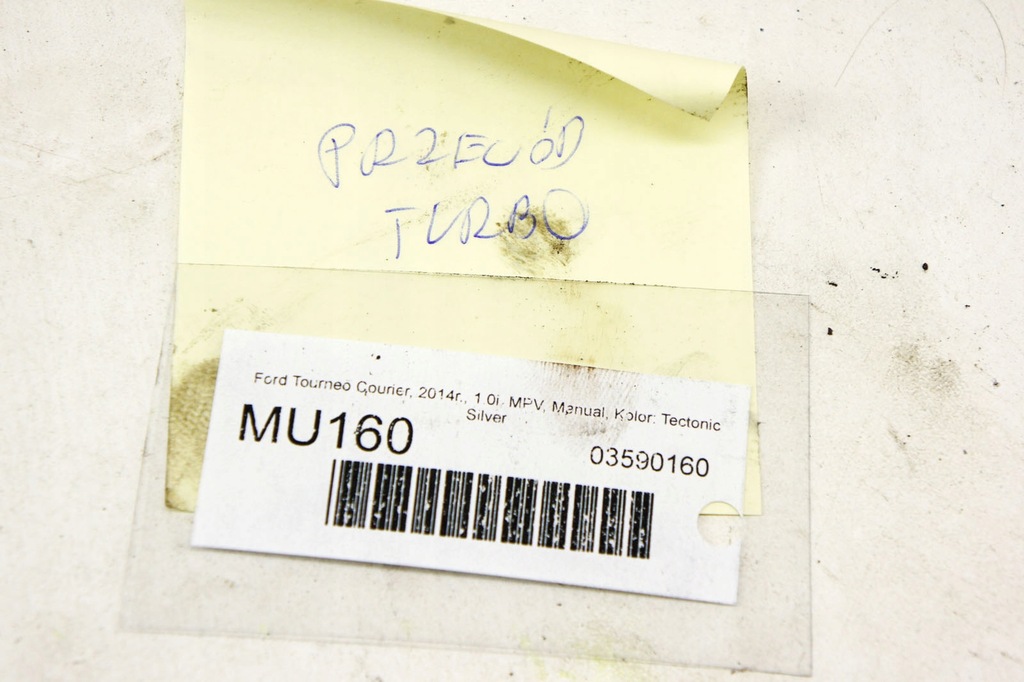 PRZEWÓD
TURBO
Ford Tourneo Courier, 2014r., 1.0i, MPV, Manual, Kolor: Tectonic
Silver
MU160
03590160